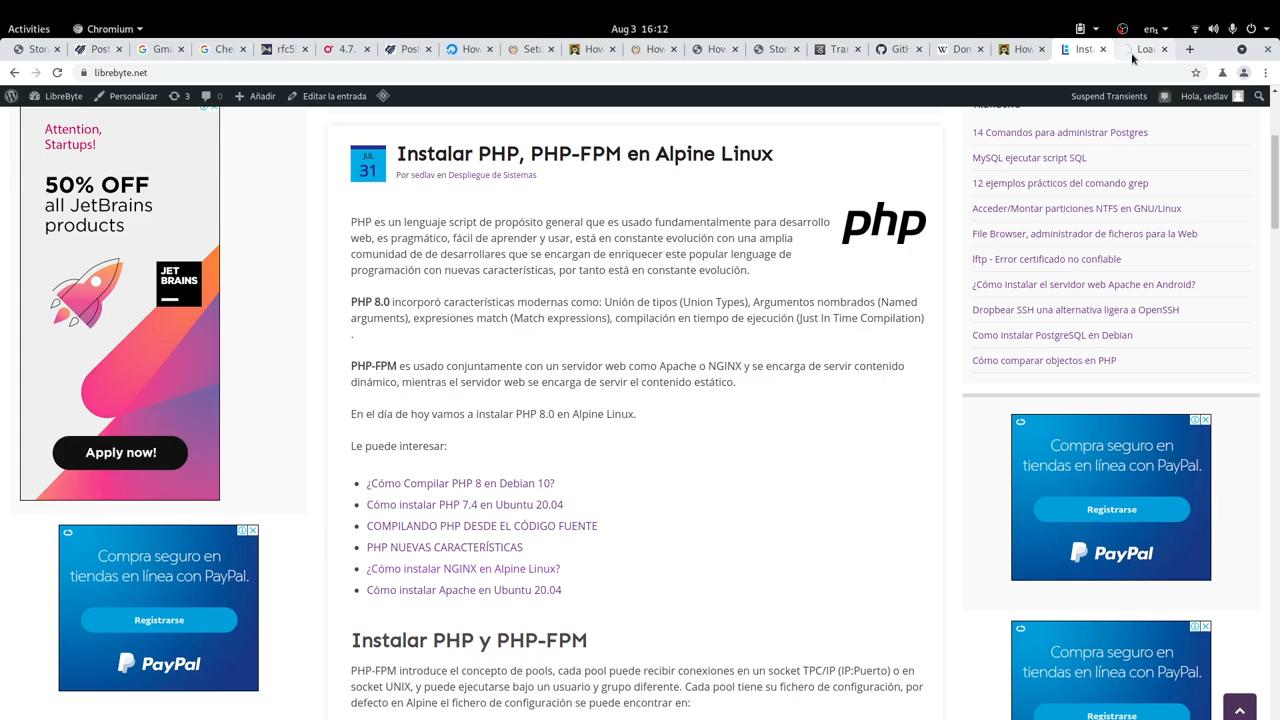 Activities
Chromium
Aug 3 16:12
en₁
Stor
Post
Gma
Che
rfc5
4.7.
Post
How
Setu
How
How
How
Stor
Tra
GitH
Don
How
Insta
Loa
librebyte.net
LibreByte
Personalizar
3
0
Añadir
Editar la entrada
Suspend Transients
Hola, sedlav
Attention,
Startups!
50% OFF
all JetBrains
products
JET
BRAINS
Apply now!
Compra seguro en
tiendas en línea con PayPal.
Registrarse
PayPal
JUL
31
Instalar PHP, PHP-FPM en Alpine Linux
Por sedlav en Despliegue de Sistemas
php
PHP es un lenguaje script de propósito general que es usado fundamentalmente para desarrollo
web, es pragmático, fácil de aprender y usar, está en constante evolución con una amplia
comunidad de de desarrollares que se encargan de enriquecer este popular lenguage de
programación con nuevas características, por tanto está en constante evolución.
PHP 8.0 incorporó características modernas como: Unión de tipos (Union Types), Argumentos nombrados (Named
arguments), expresiones match (Match expressions), compilación en tiempo de ejecución (Just In Time Compilation)
.
PHP-FPM es usado conjuntamente con un servidor web como Apache o NGINX y se encarga de servir contenido
dinámico, mientras el servidor web se encarga de servir el contenido estático.
En el día de hoy vamos a instalar PHP 8.0 en Alpine Linux.
Le puede interesar:
¿Cómo Compilar PHP 8 en Debian 10?
Cómo instalar PHP 7.4 en Ubuntu 20.04
COMPILANDO PHP DESDE EL CÓDIGO FUENTE
PHP NUEVAS CARACTERÍSTICAS
¿Cómo instalar NGINX en Alpine Linux?
Cómo instalar Apache en Ubuntu 20.04
Instalar PHP y PHP-FPM
PHP-FPM introduce el concepto de pools, cada pool puede recibir conexiones en un socket TPC/IP (IP:Puerto) o en
socket UNIX, y puede ejecutarse bajo un usuario y grupo diferente. Cada pool tiene su fichero de configuración, por
defecto en Alpine el fichero de configuración se puede encontrar en:
14 Comandos para administrar Postgres
MySQL ejecutar script SQL
12 ejemplos prácticos del comando grep
Acceder/Montar particiones NTFS en GNU/Linux
File Browser, administrador de ficheros para la Web
lftp - Error certificado no confiable
¿Cómo instalar el servidor web Apache en Android?
Dropbear SSH una alternativa ligera a OpenSSH
Como instalar PostgreSQL en Debian
Cómo comparar objectos en PHP
Compra seguro en
tiendas en línea con PayPal.
Registrarse
PayPal
Compra seguro en
tiendas en línea con PayPal.
Registrarse